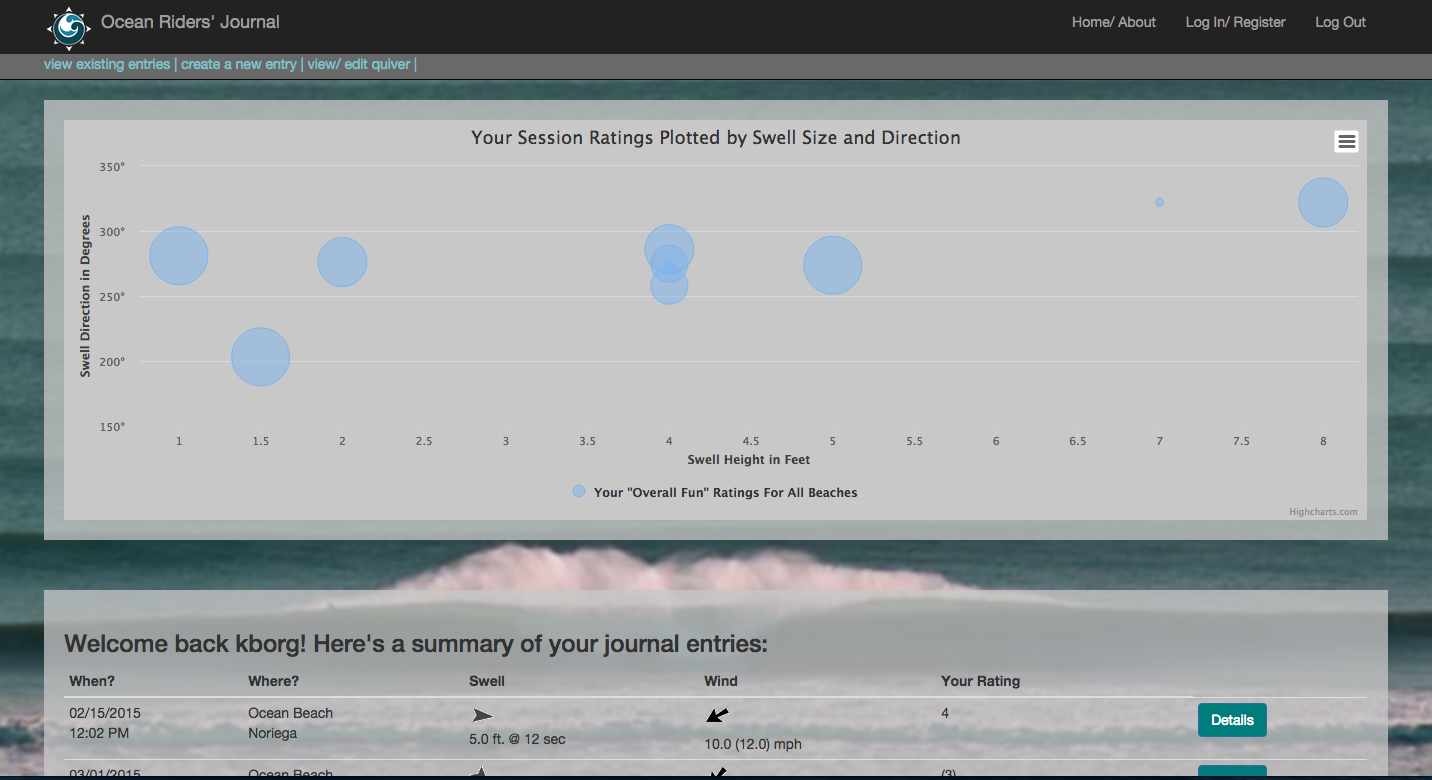 Ocean Riders' Journal
Home/ About Log In/ Register Log Out
view existing entries | create a new entry | view/ edit quiver |
Your Session Ratings Plotted by Swell Size and Direction
Swell Direction in Degrees
350°
300°
250°
200°
150°
1 1.5 2 2.5 3 3.5 4 4.5 5 5.5 6 6.5 7 7.5 8
Swell Height in Feet
Your "Overall Fun" Ratings For All Beaches
Highcharts.com
Welcome back kborg! Here's a summary of your journal entries:
When? Where? Swell Wind Your Rating
02/15/2015 Ocean Beach 4 Details
12:02 PM Noriega 5.0 ft. @ 12 sec 10.0 (12.0) mph
03/01/2015 Ocean Beach (3)